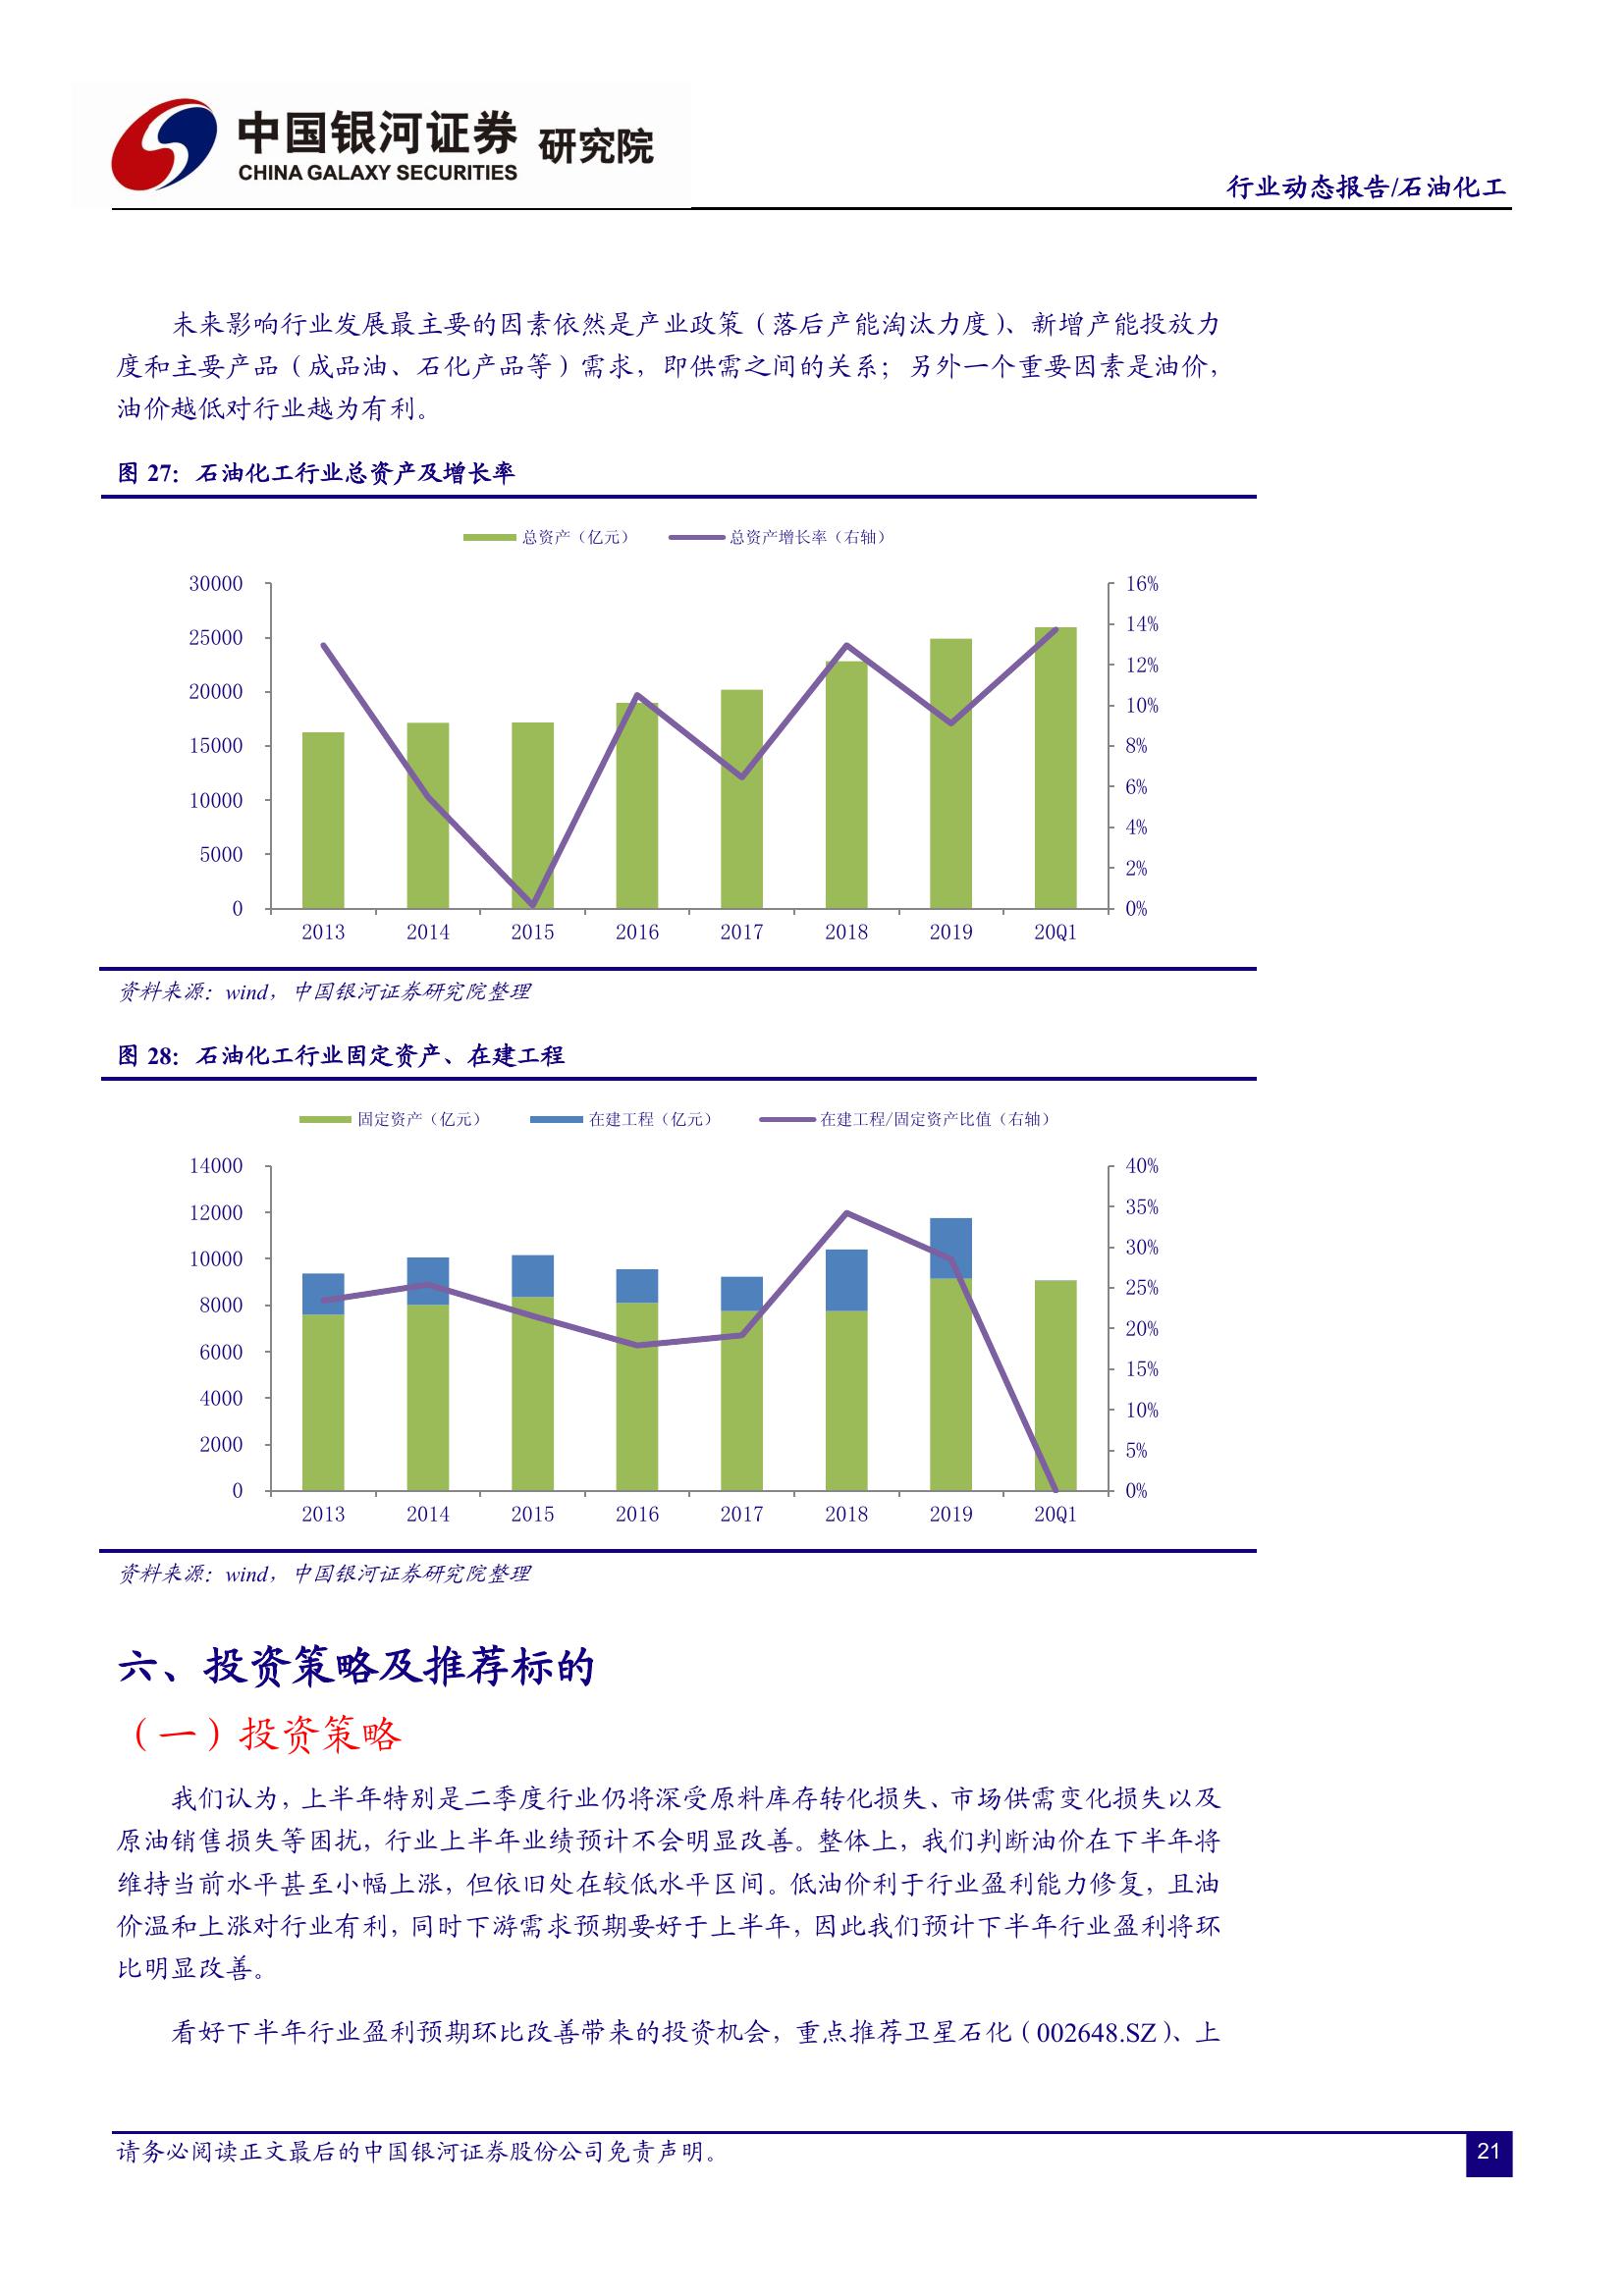 中国银河证券 研究院
CHINA GALAXY SECURITIES
行业动态报告/石油化工
未来影响行业发展最主要的因素依然是产业政策（落后产能淘汰力度）、新增产能投放力
度和主要产品（成品油、石化产品等）需求，即供需之间的关系；另外一个重要因素是油价，
油价越低对行业越为有利。
图 27：石油化工行业总资产及增长率
总资产（亿元） 总资产增长率（右轴）
30000 16%
25000 14%
20000 12%
15000 10%
10000 8%
5000 6%
0 4%
2%
0%
2013 2014 2015 2016 2017 2018 2019 20Q1
资料来源：wind，中国银河证券研究院整理
图 28：石油化工行业固定资产、在建工程
固定资产（亿元） 在建工程（亿元） 在建工程/固定资产比值（右轴）
14000 40%
12000 35%
10000 30%
8000 25%
6000 20%
4000 15%
2000 10%
0 5%
0%
2013 2014 2015 2016 2017 2018 2019 20Q1
资料来源：wind，中国银河证券研究院整理
六、投资策略及推荐标的
（一）投资策略
我们认为，上半年特别是二季度行业仍将深受原料库存转化损失、市场供需变化损失以及
原油销售损失等困扰，行业上半年业绩预计不会明显改善。整体上，我们判断油价在下半年将
维持当前水平甚至小幅上涨，但依旧处在较低水平区间。低油价利于行业盈利能力修复，且油
价温和上涨对行业有利，同时下游需求预期要好于上半年，因此我们预计下半年行业盈利将环
比明显改善。
看好下半年行业盈利预期环比改善带来的投资机会，重点推荐卫星石化（002648.SZ）、上
请务必阅读正文最后的中国银河证券股份公司免责声明。
21